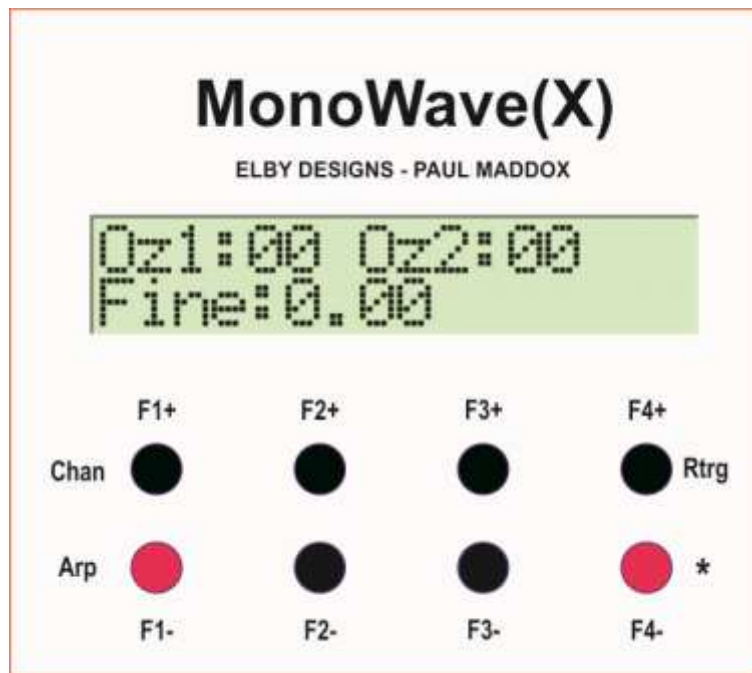 MonoWave(X)
ELBY DESIGNS - PAUL MADDOX
Oz1:00 Oz2:00
Fine:0.00
F1+ F2+ F3+ F4+
Chan Rtrg
Arp *
F1- F2- F3- F4-